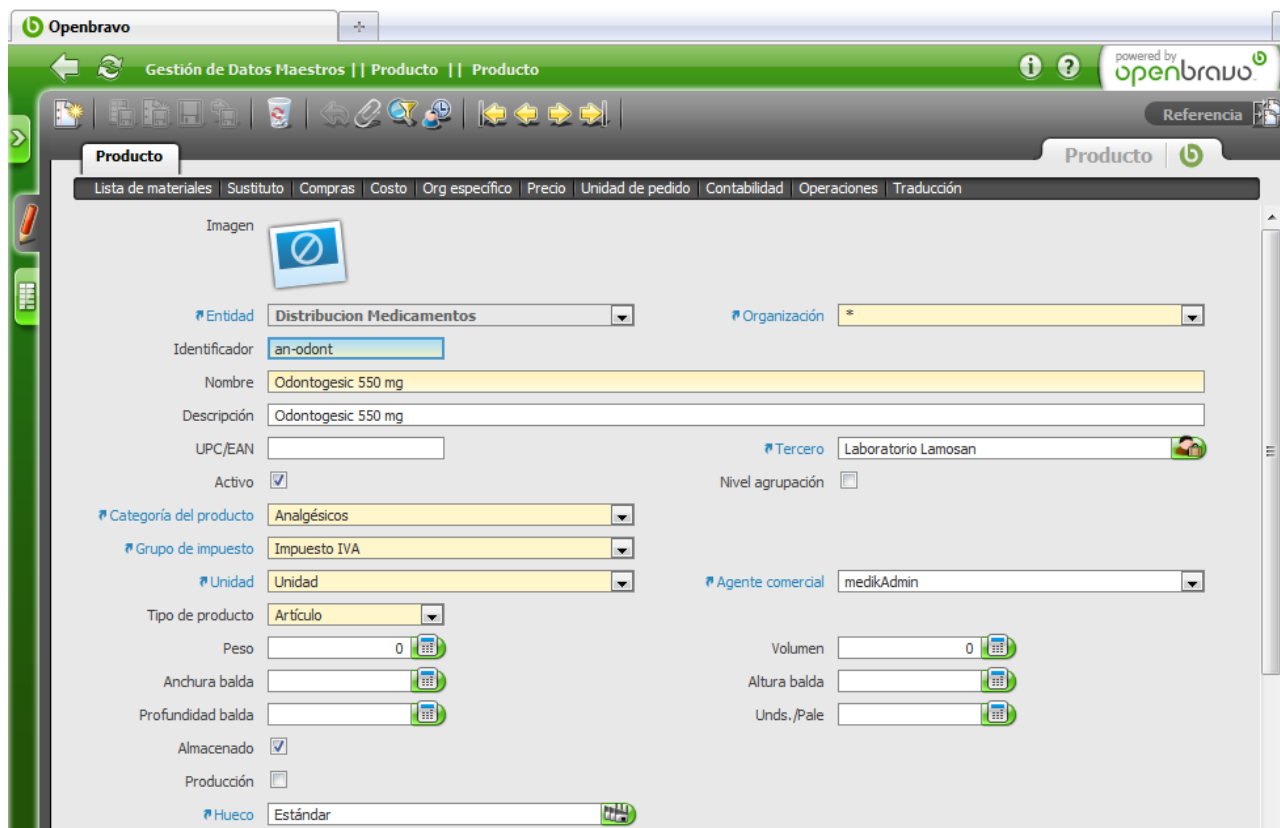 Openbravo
Gestión de Datos Maestros || Producto || Producto
powered by
openbravo
Referencia
Producto
Producto
Lista de materiales Sustituto Compras Costo Org específico Precio Unidad de pedido Contabilidad Operaciones Traducción
Imagen
Entidad Distribucion Medicamentos Organización *
Identificador an-odont
Nombre Odontogesic 550 mg
Descripción Odontogesic 550 mg
UPC/EAN Tercero Laboratorio Lamosan
Activo Nivel agrupación
Categoría del producto Analgésicos
Grupo de impuesto Impuesto IVA
Unidad Unidad Agente comercial medikAdmin
Tipo de producto Artículo
Peso 0 Volumen 0
Anchura balda Altura balda
Profundidad balda Unds./Pale
Almacenado
Producción
Hueco Estándar